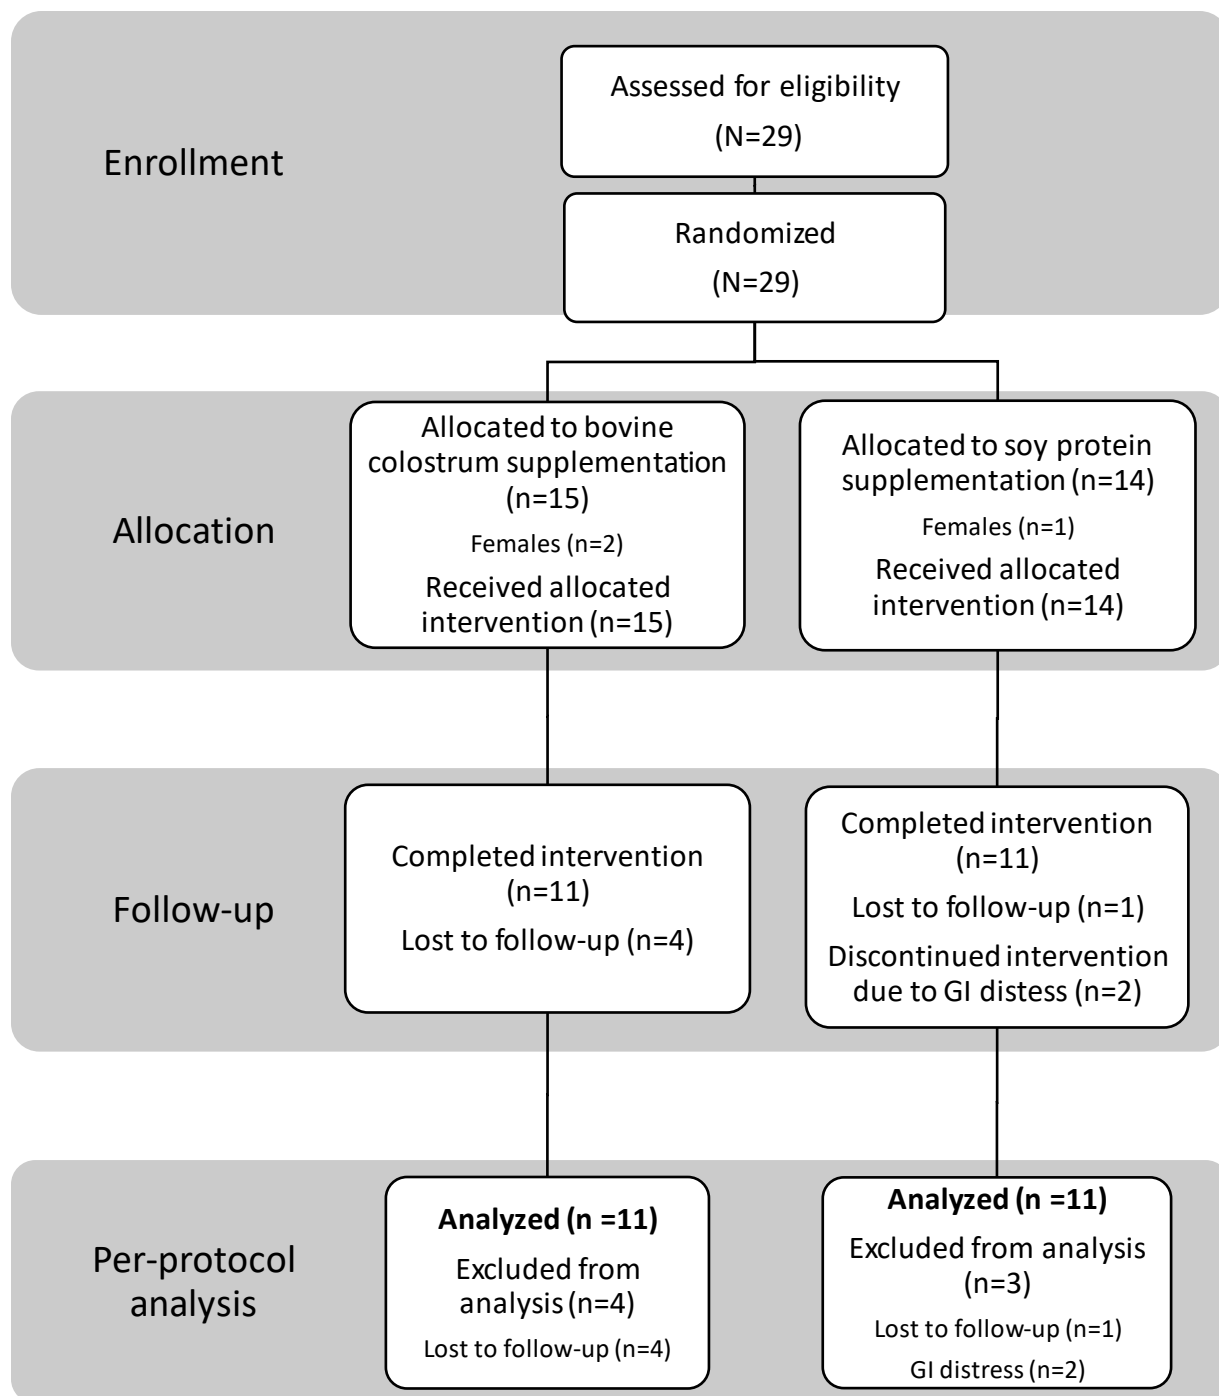 Enrollment
Assessed for eligibility
(N=29)
Randomized
(N=29)
Allocation
Allocated to bovine
colostrum supplementation
(n=15)
Females (n=2)
Received allocated
intervention (n=15)
Allocated to soy protein
supplementation (n=14)
Females (n=1)
Received allocated
intervention (n=14)
Follow-up
Completed intervention
(n=11)
Lost to follow-up (n=4)
Completed intervention
(n=11)
Lost to follow-up (n=1)
Discontinued intervention
due to GI distess (n=2)
Per-protocol
analysis
Analyzed (n =11)
Excluded from
analysis (n=4)
Lost to follow-up (n=4)
Analyzed (n =11)
Excluded from analysis
(n=3)
Lost to follow-up (n=1)
GI distress (n=2)